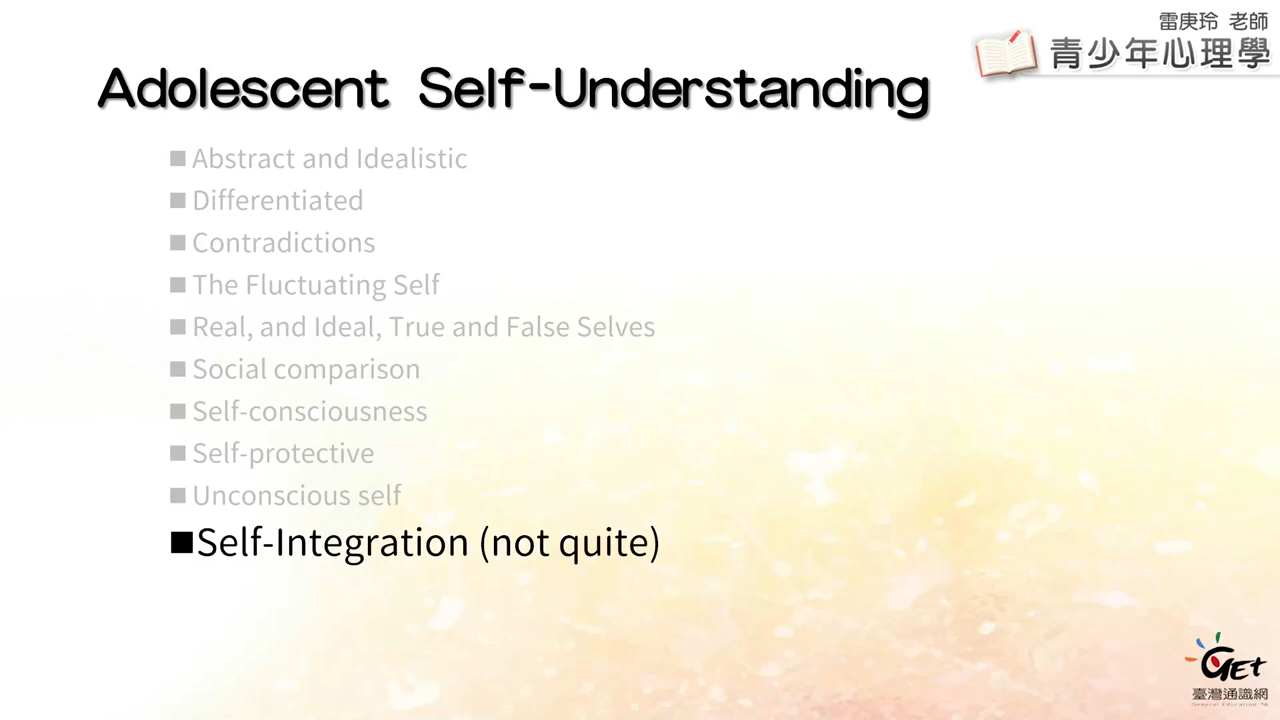 雷庚玲 老師
青少年心理學
Adolescent Self-Understanding
■ Abstract and Idealistic
■ Differentiated
■ Contradictions
■ The Fluctuating Self
■ Real, and Ideal, True and False Selves
■ Social comparison
■ Self-consciousness
■ Self-protective
■ Unconscious self
■Self-Integration (not quite)
GET
臺灣通識網
General Education